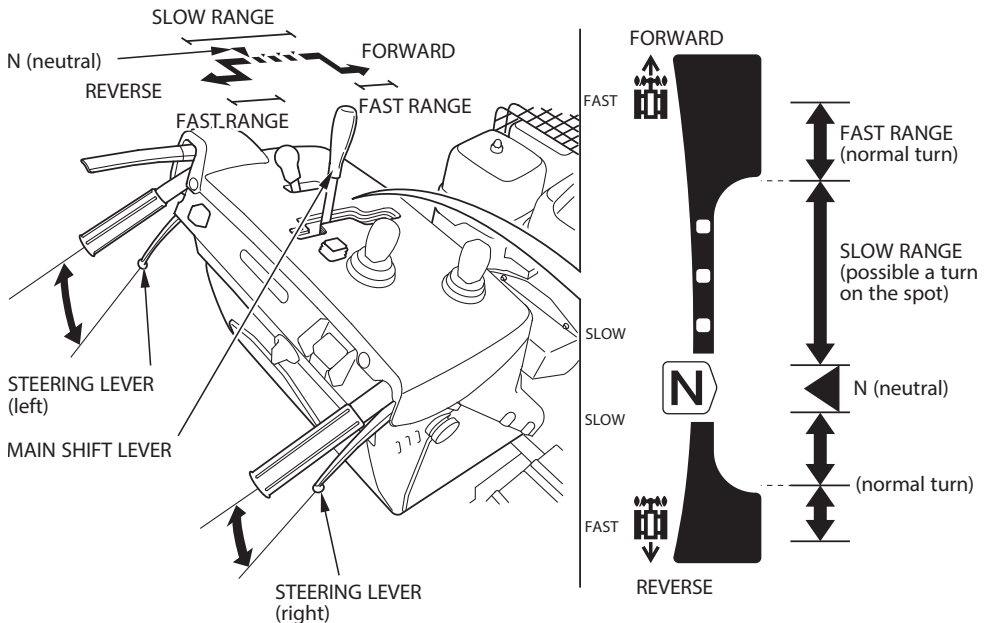 SLOW RANGE
N (neutral)
FORWARD
REVERSE
FAST RANGE
FAST RANGE
STEERING LEVER
(left)
MAIN SHIFT LEVER
STEERING LEVER
(right)
FORWARD
FAST
FAST RANGE
(normal turn)
SLOW RANGE
(possible a turn
on the spot)
SLOW
N
N (neutral)
SLOW
(normal turn)
FAST
REVERSE